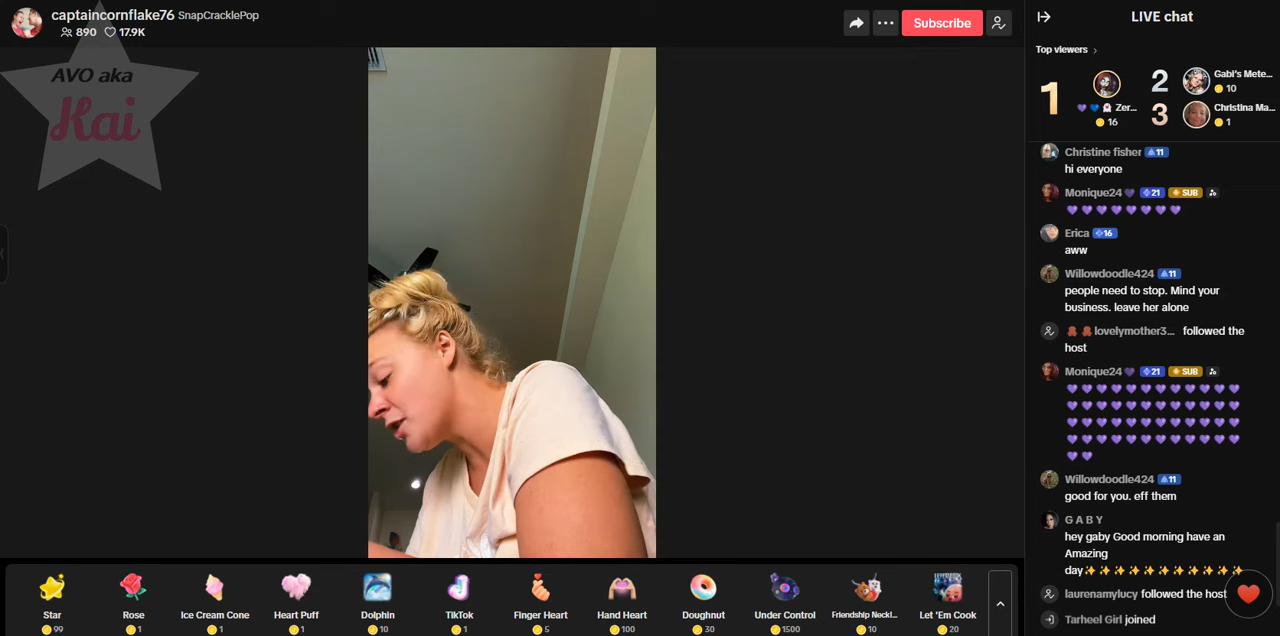 captaincornflake76 SnapCracklePop
890 17.9K
Subscribe
AVO aka
Kai
LIVE chat
Top viewers
1
Zer...
16
2
Gabi's Mete...
10
3
Christina Ma...
1
Christine fisher 11
hi everyone
Monique24 21 SUB
Erica 16
aww
Willowdoodle424 11
people need to stop. Mind your
business. leave her alone
lovelymother3... followed the
host
Monique24 21 SUB
Willowdoodle424 11
good for you. eff them
G A B Y
hey gaby Good morning have an
Amazing
day
laurenamylucy followed the host
Tarheel Girl joined
Star
99
Rose
1
Ice Cream Cone
1
Heart Puff
1
Dolphin
10
TikTok
1
Finger Heart
5
Hand Heart
100
Doughnut
30
Under Control
1500
Friendship Neckl...
10
Let 'Em Cook
20